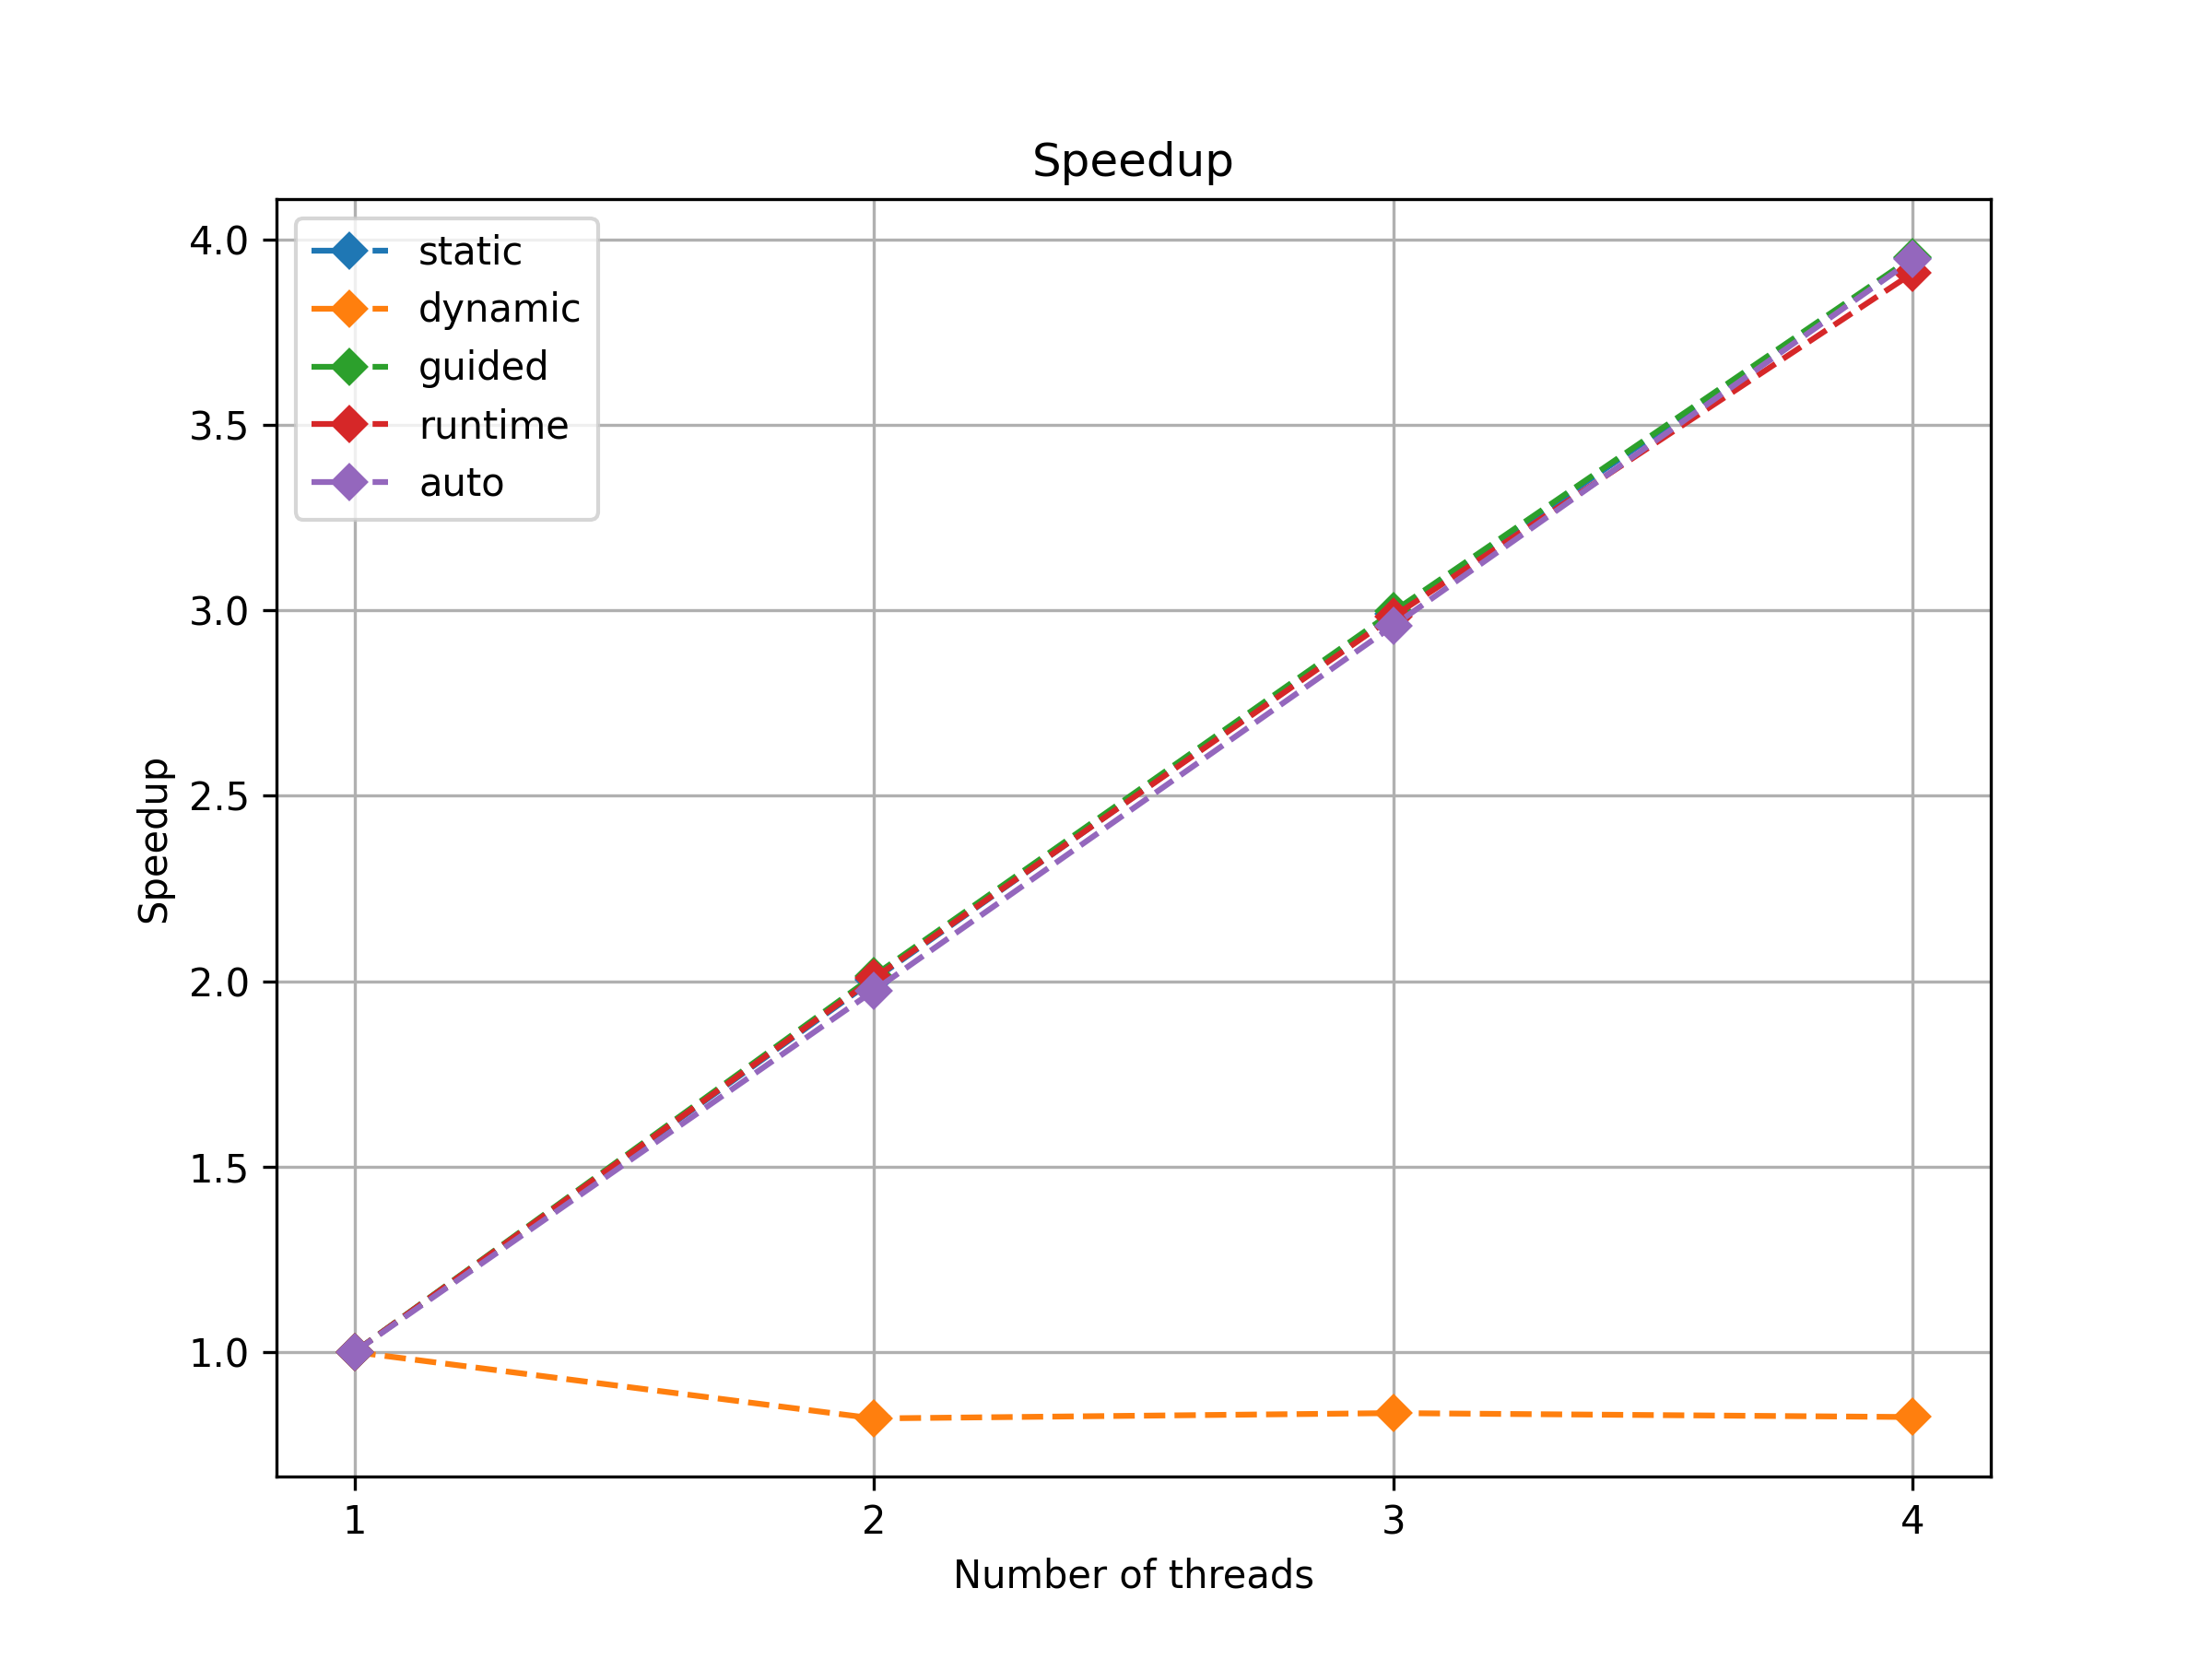 Speedup
static
dynamic
guided
runtime
auto
Speedup
4.0
3.5
3.0
2.5
2.0
1.5
1.0
1 2 3 4
Number of threads